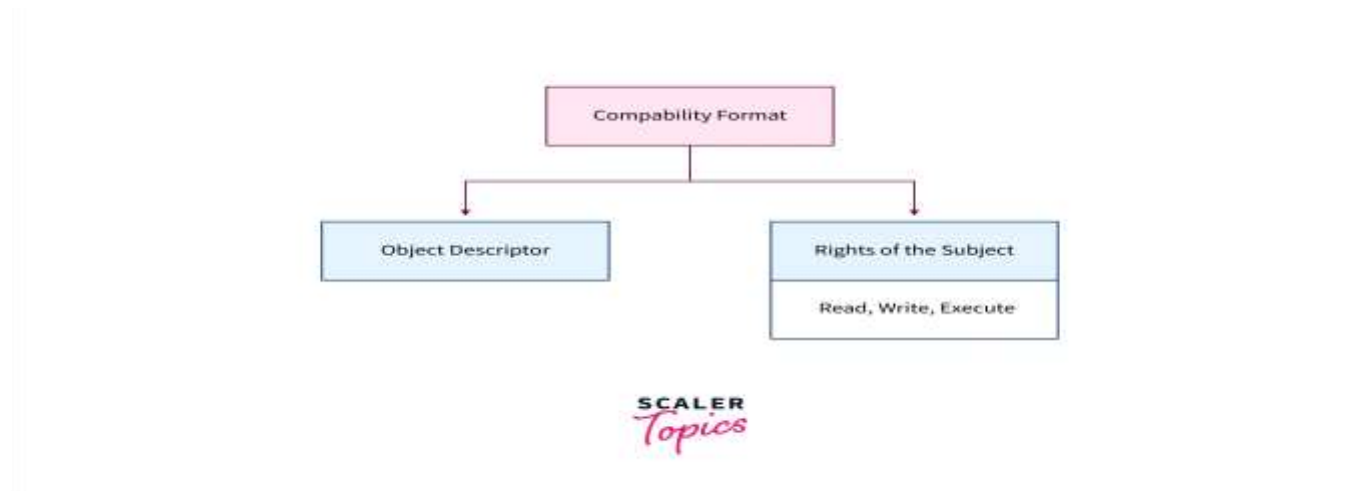 Compability Format
Object Descriptor
Rights of the Subject
Read, Write, Execute
SCALER
Topics